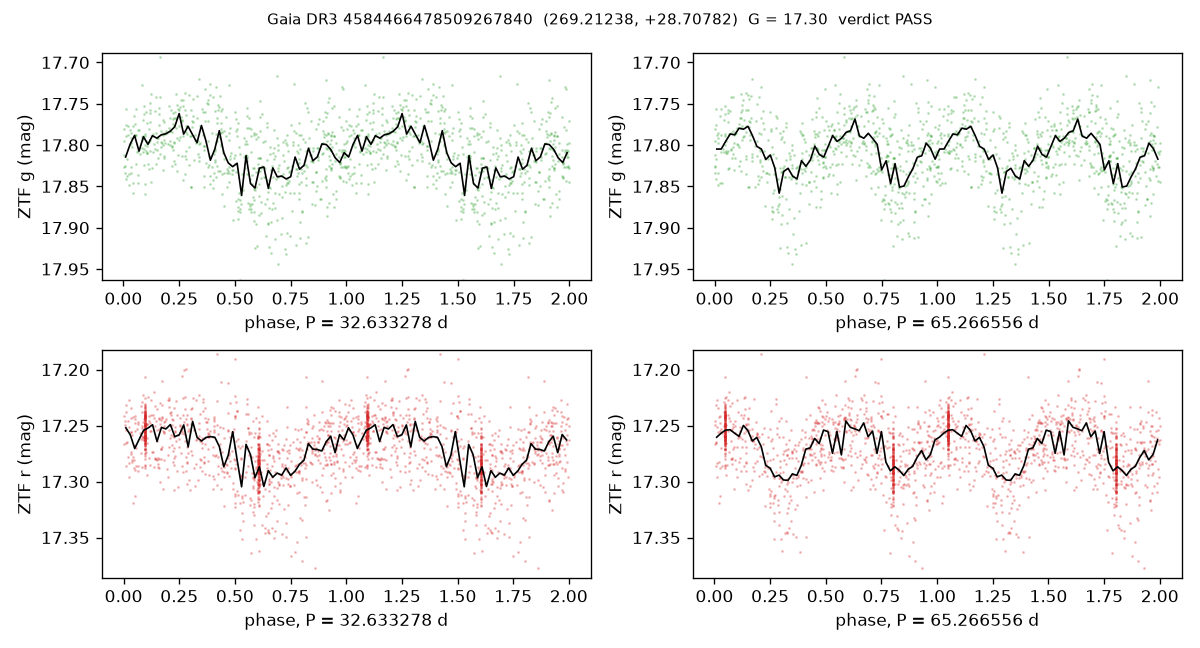 Gaia DR3 4584466478509267840 (269.21238, +28.70782) G = 17.30 verdict PASS
ZTF g (mag)
17.70
17.75
17.80
17.85
17.90
17.95
0.00 0.25 0.50 0.75 1.00 1.25 1.50 1.75 2.00
phase, P = 32.633278 d
ZTF g (mag)
17.70
17.75
17.80
17.85
17.90
17.95
0.00 0.25 0.50 0.75 1.00 1.25 1.50 1.75 2.00
phase, P = 65.266556 d
ZTF r (mag)
17.20
17.25
17.30
17.35
0.00 0.25 0.50 0.75 1.00 1.25 1.50 1.75 2.00
phase, P = 32.633278 d
ZTF r (mag)
17.20
17.25
17.30
17.35
0.00 0.25 0.50 0.75 1.00 1.25 1.50 1.75 2.00
phase, P = 65.266556 d